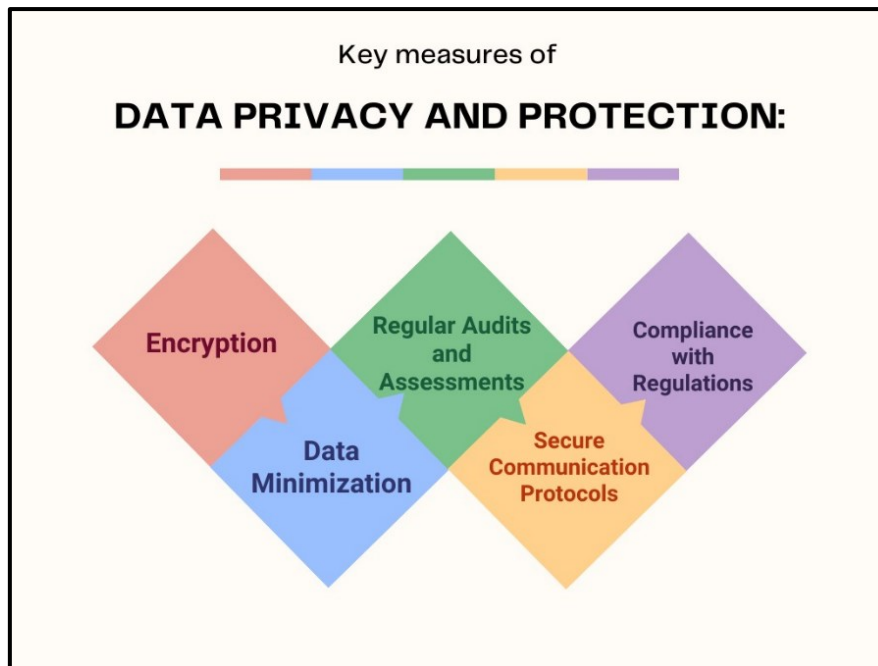 Key measures of
DATA PRIVACY AND PROTECTION:
Encryption
Data
Minimization
Regular Audits
and
Assessments
Secure
Communication
Protocols
Compliance
with
Regulations